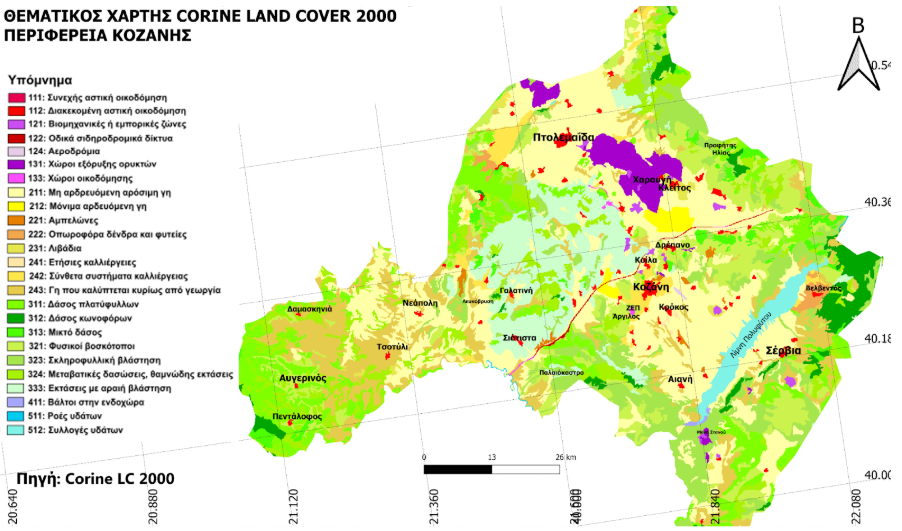 ΘΕΜΑΤΙΚΟΣ ΧΑΡΤΗΣ CORINE LAND COVER 2000
ΠΕΡΙΦΕΡΕΙΑ ΚΟΖΑΝΗΣ
Υπόμνημα
111: Συνεχής αστική οικοδόμηση
112: Διακεκομένη αστική οικοδόμηση
121: Βιομηχανικές ή εμπορικές ζώνες
122: Οδικά σιδηροδρομικά δίκτυα
124: Αεροδρόμια
131: Χώροι εξόρυξης ορυκτών
133: Χώροι οικοδόμησης
211: Μη αρδρευόμενη αρόσιμη γη
212: Μόνιμα αρδευόμενη γη
221: Αμπελώνες
222: Οπωροφόρα δένδρα και φυτείες
231: Λιβάδια
241: Ετήσιες καλλιέργειες
242: Σύνθετα συστήματα καλλιέργειας
243: Γη που καλύπτεται κυρίως από γεωργία
311: Δάσος πλατύφυλλων
312: Δάσος κωνοφόρων
313: Μικτό δάσος
321: Φυσικοί βοσκότοποι
323: Σκληροφυλλική βλάστηση
324: Μεταβατικές δασώσεις, θαμνώδης εκτάσεις
333: Εκτάσεις με αραιή βλάστηση
411: Βάλτοι στην ενδοχώρα
511: Ροές υδάτων
512: Συλλογές υδάτων
Πηγή: Corine LC 2000
Β
Πτολεμαΐδα
Προφήτης
Ηλίας
Χαραυγή
Κλείτος
Δρέπανο
Κοίλα
Κοζάνη
ΖΕΠ
Άργιλος
Κρόκος
Βελβεντός
Λίμνη Πολυφύτου
Σέρβια
Αιανή
Γαλατινή
Σιάτιστα
Παλαιόκαστρο
Νεάπολη
Τσοτύλι
Δαμασκηνιά
Αυγερινός
Πεντάλοφος
0 13 26 km
40.54
40.36
40.18
40.00
20.640
20.880
21.120
21.360
21.600
21.840
22.080